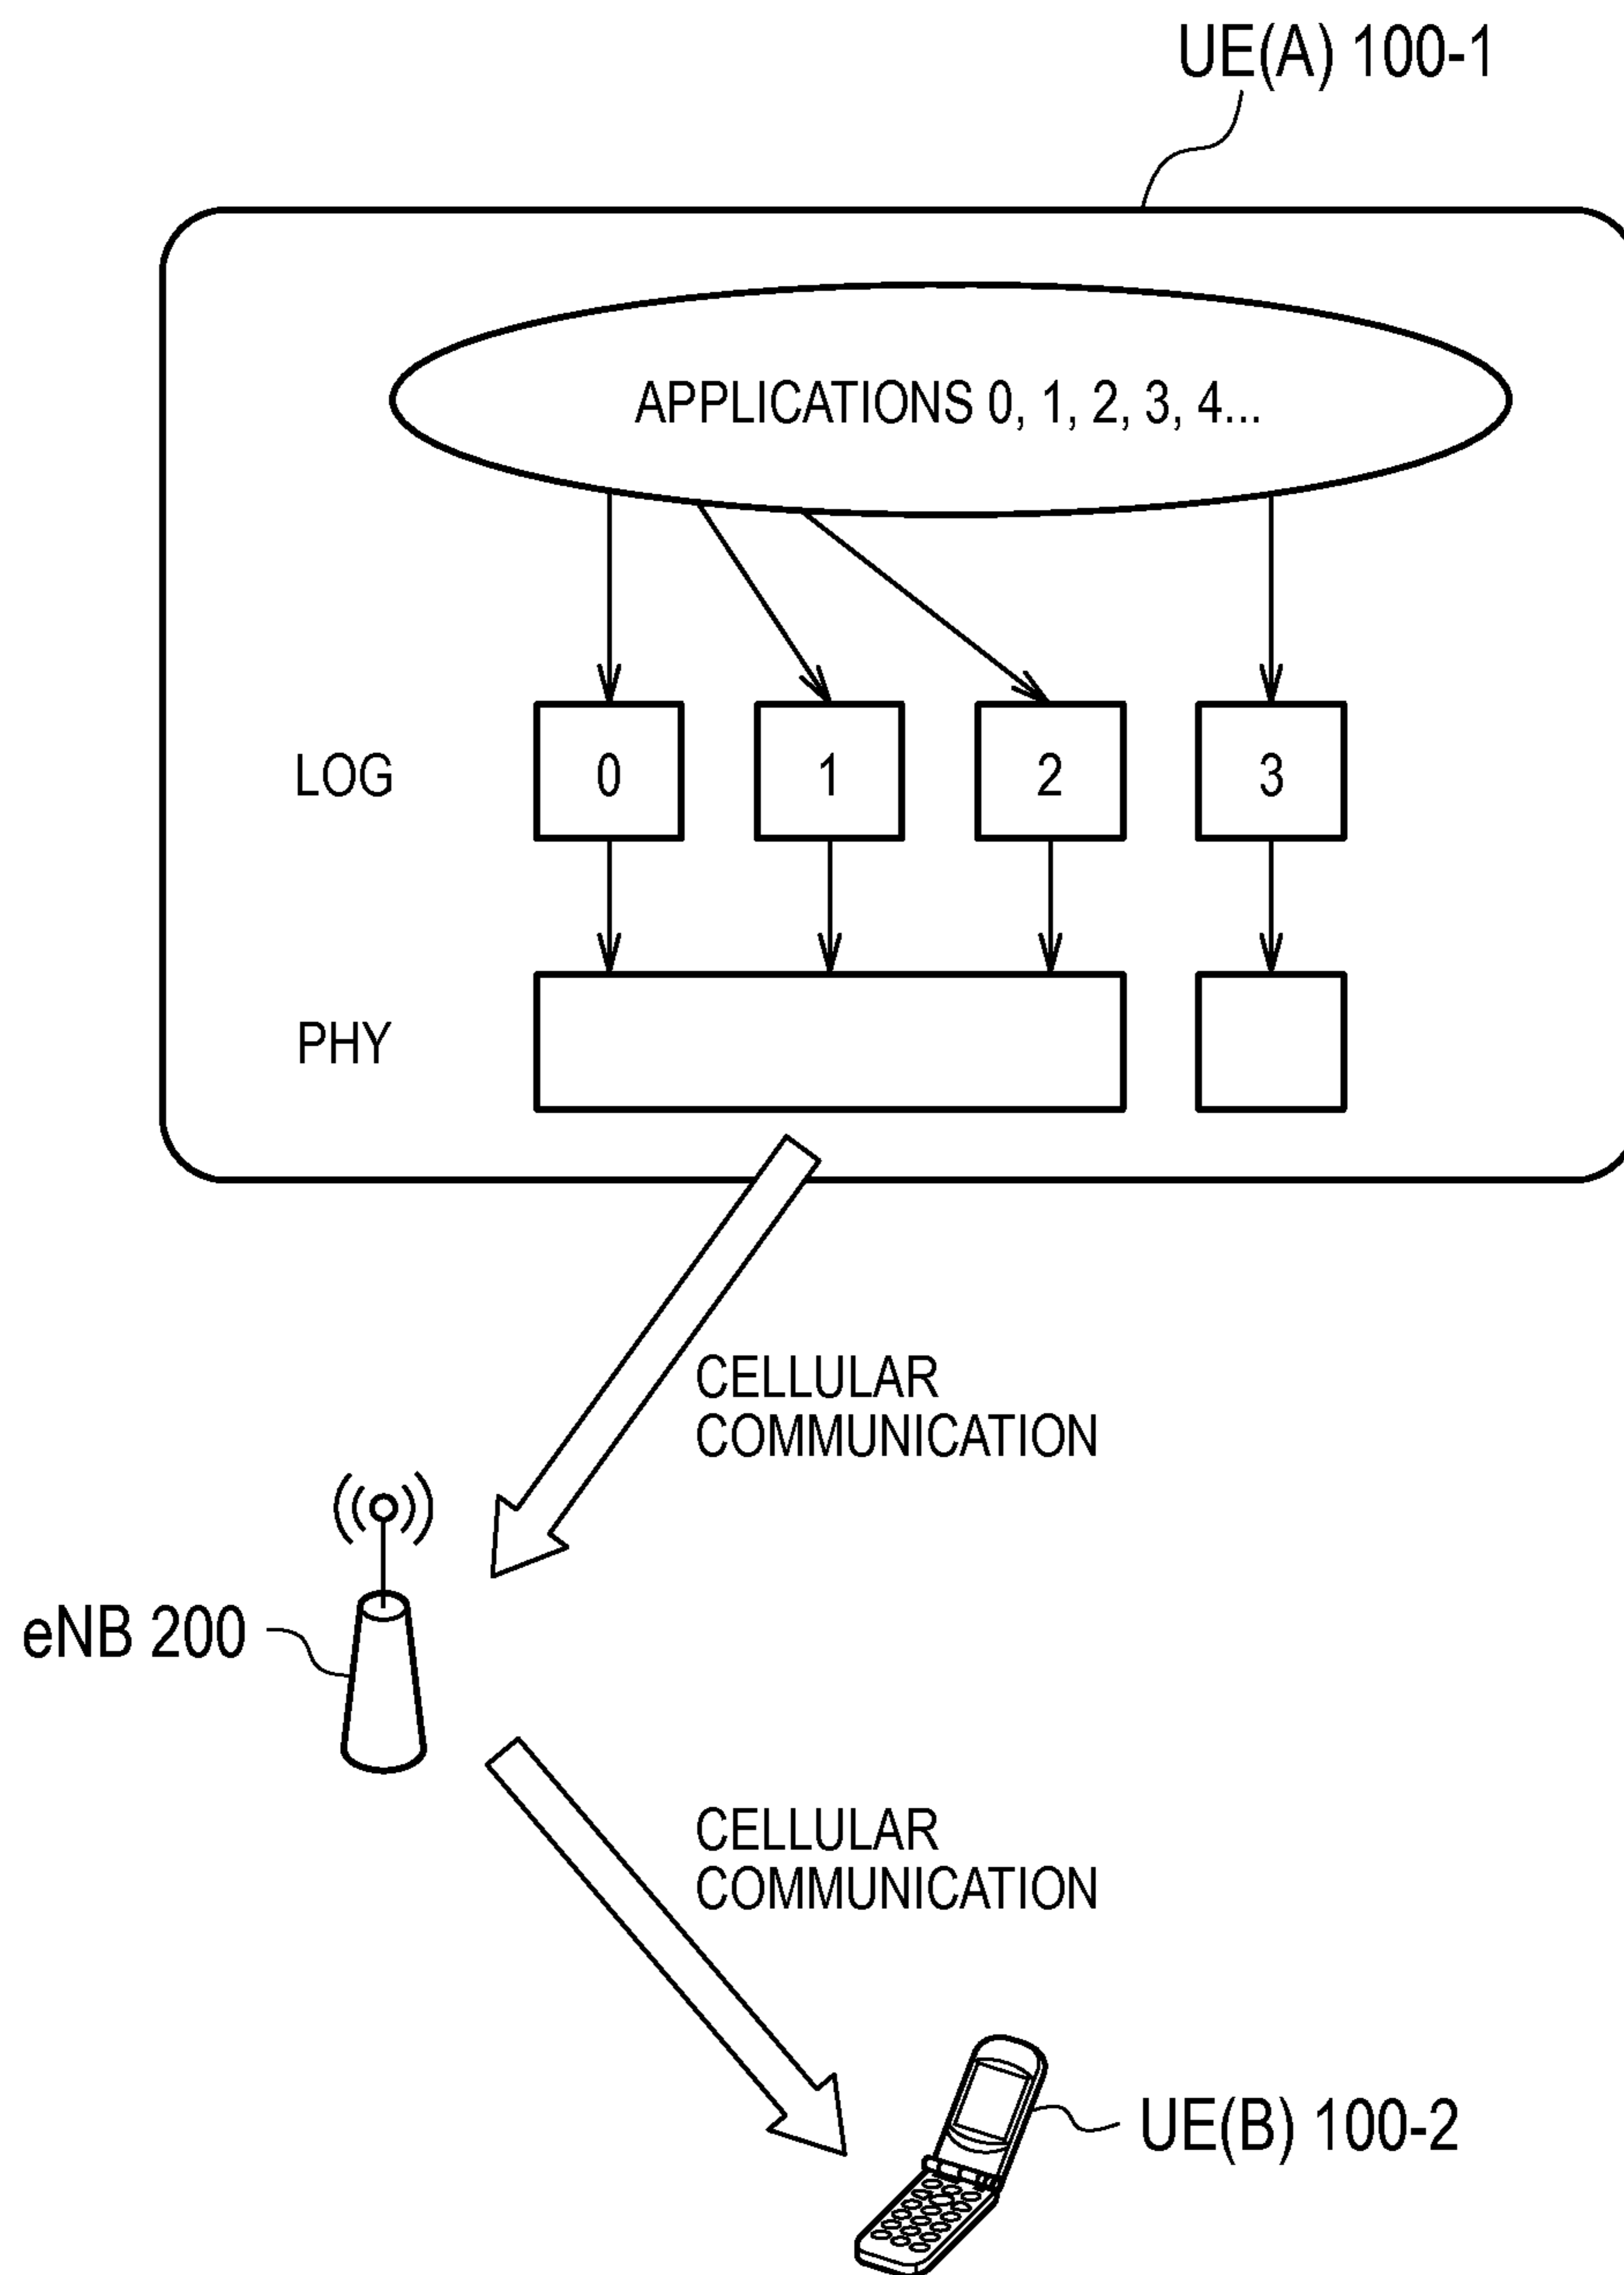 UE(A) 100-1
APPLICATIONS 0, 1, 2, 3, 4...
LOG 0 1 2 3
PHY
CELLULAR
COMMUNICATION
eNB 200
CELLULAR
COMMUNICATION
UE(B) 100-2